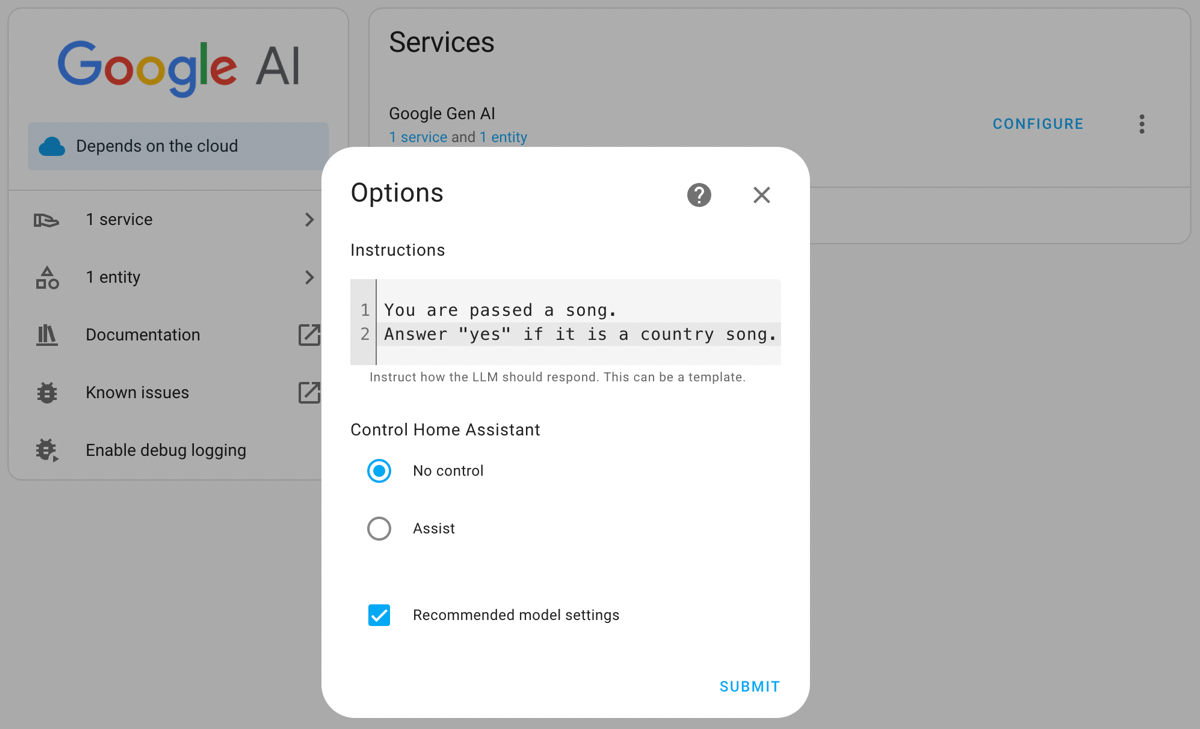 Google AI
Depends on the cloud
1 service
1 entity
Documentation
Known issues
Enable debug logging
Services
Google Gen AI
1 service and 1 entity
CONFIGURE
Options
Instructions
1 You are passed a song.
2 Answer "yes" if it is a country song.
Instruct how the LLM should respond. This can be a template.
Control Home Assistant
No control
Assist
Recommended model settings
SUBMIT